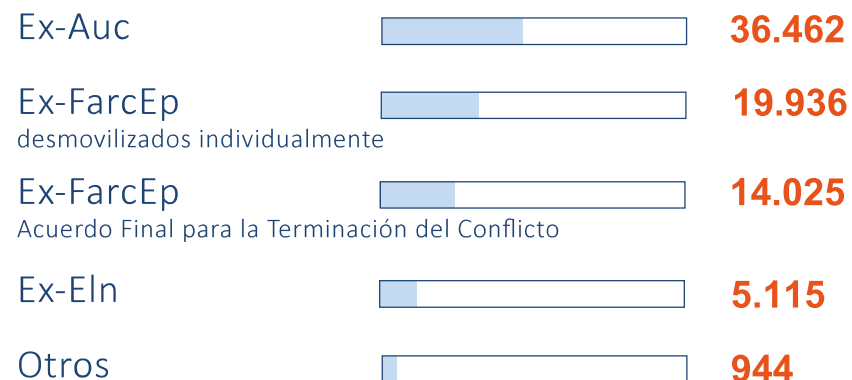 Ex-Auc 36.462
Ex-FarcEp 19.936
desmovilizados individualmente
Ex-FarcEp 14.025
Acuerdo Final para la Terminación del Conflicto
Ex-Eln 5.115
Otros 944